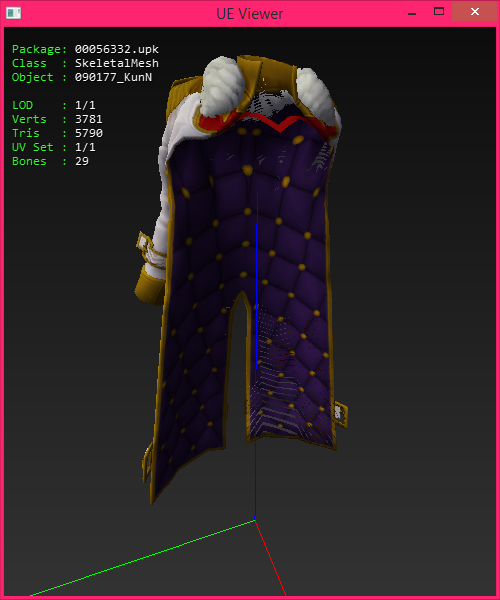 UE Viewer
Package: 00056332.upk
Class : SkeletalMesh
Object : 090177_KunN
LOD : 1/1
Verts : 3781
Tris : 5790
UV Set : 1/1
Bones : 29